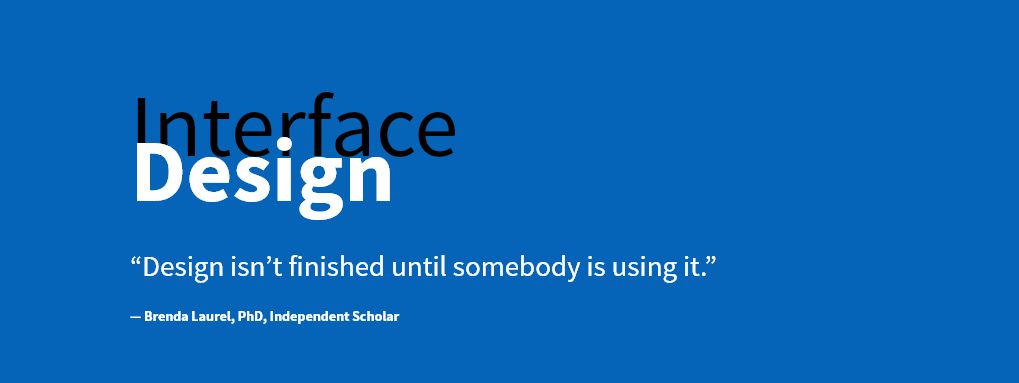 Interface
Design
“Design isn’t finished until somebody is using it.”
— Brenda Laurel, PhD, Independent Scholar